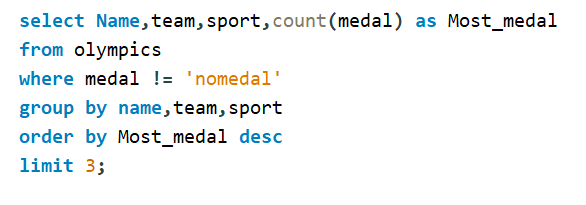 select Name,team,sport,count(medal) as Most_medal
from olympics
where medal != 'nomedal'
group by name,team,sport
order by Most_medal desc
limit 3;